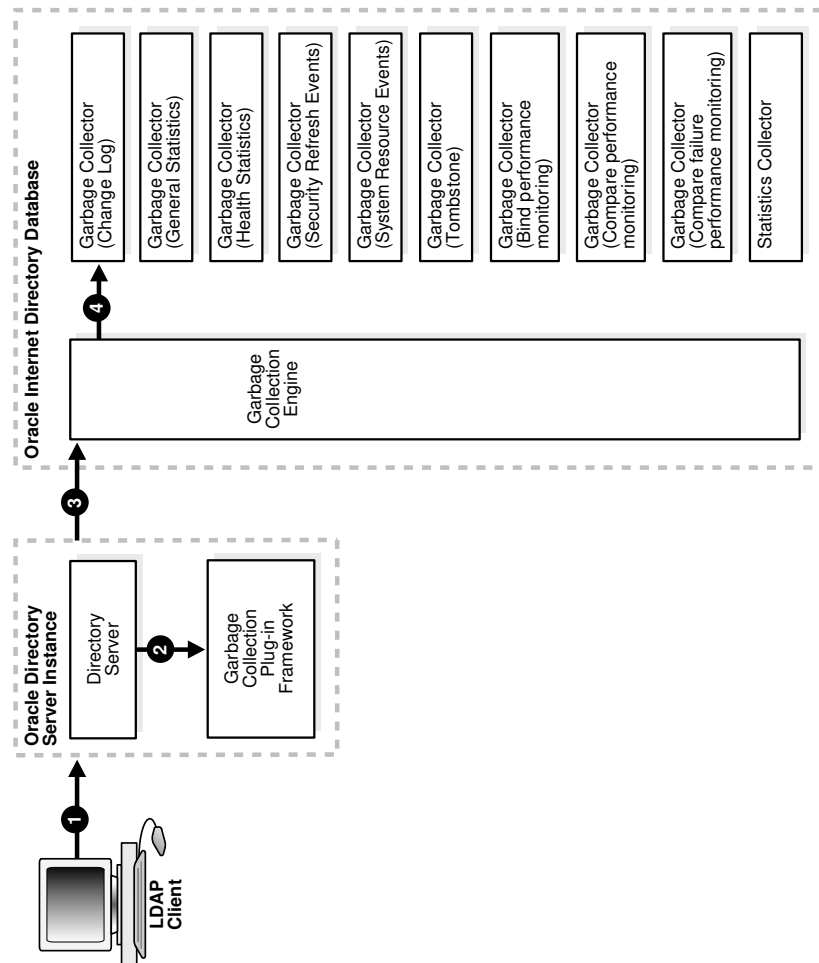 LDAP
Client
1
Oracle Directory
Server Instance
Directory
Server
2
Garbage
Collection
Plug-in
Framework
3
Oracle Internet Directory Database
Garbage
Collection
Engine
4
Garbage Collector
(Change Log)
Garbage Collector
(General Statistics)
Garbage Collector
(Health Statistics)
Garbage Collector
(Security Refresh Events)
Garbage Collector
(System Resource Events)
Garbage Collector
(Tombstone)
Garbage Collector
(Bind performance
monitoring)
Garbage Collector
(Compare performance
monitoring)
Garbage Collector
(Compare failure
performance monitoring)
Statistics Collector